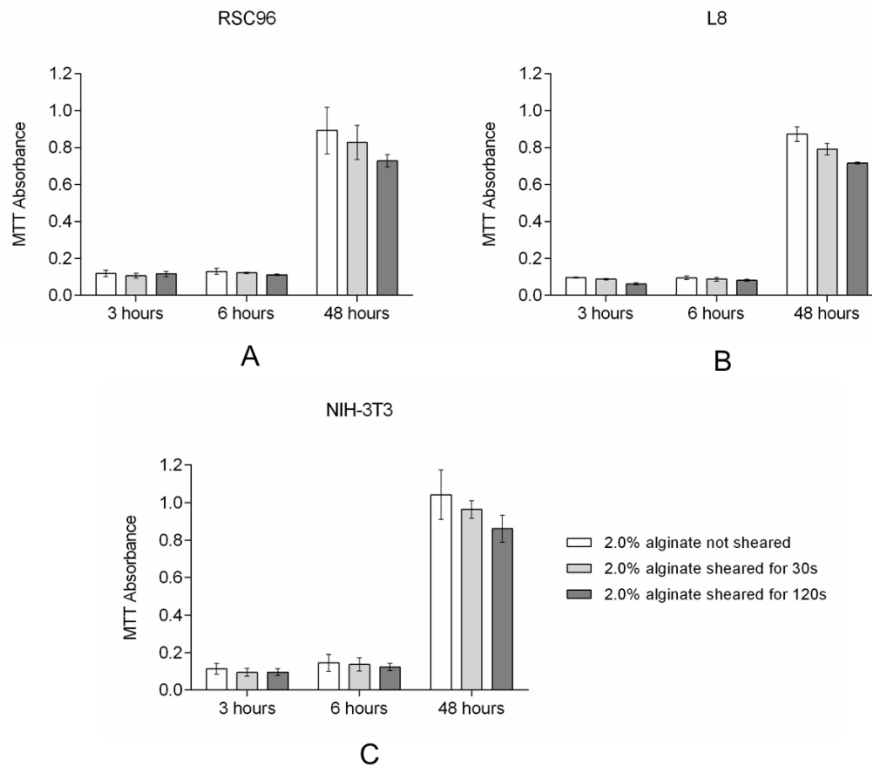 RSC96
MTT Absorbance
1.2
1.0
0.8
0.6
0.4
0.2
0.0
3 hours 6 hours 48 hours
A
L8
MTT Absorbance
1.2
1.0
0.8
0.6
0.4
0.2
0.0
3 hours 6 hours 48 hours
B
NIH-3T3
MTT Absorbance
1.2
1.0
0.8
0.6
0.4
0.2
0.0
3 hours 6 hours 48 hours
C
2.0% alginate not sheared
2.0% alginate sheared for 30s
2.0% alginate sheared for 120s